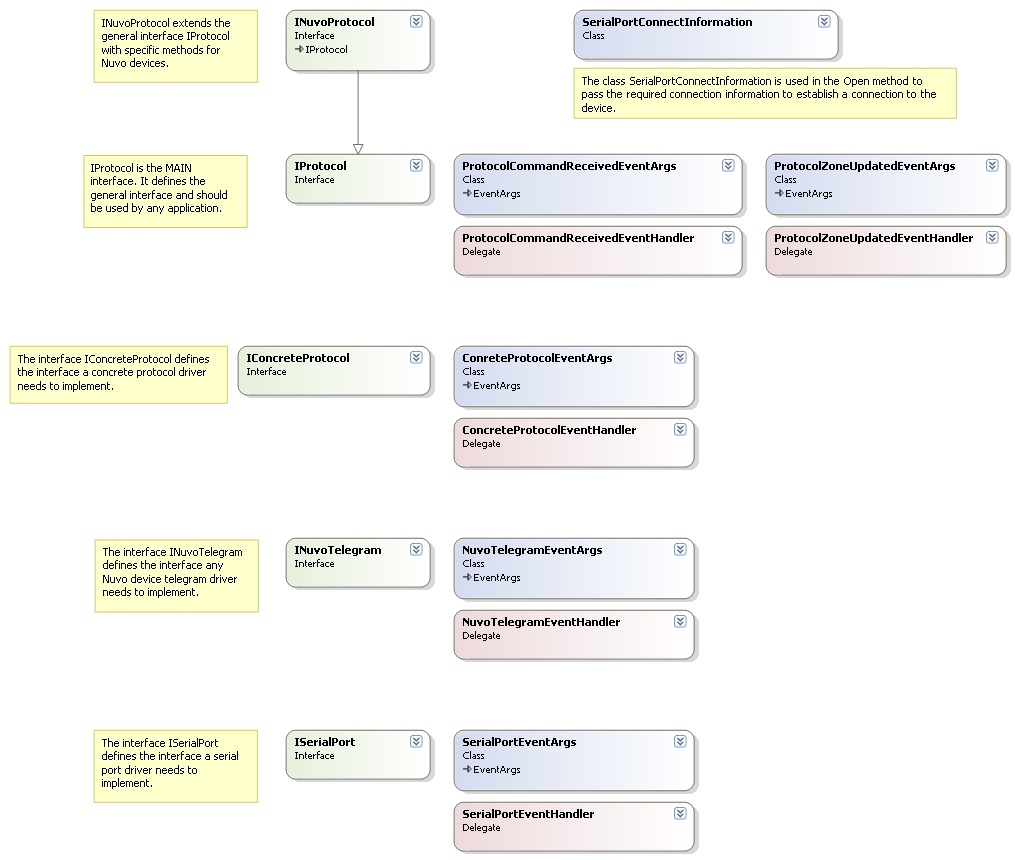 INuvoProtocol extends the
general interface IProtocol
with specific methods for
Nuvo devices.
INuvoProtocol
Interface
IProtocol
SerialPortConnectInformation
Class
The class SerialPortConnectInformation is used in the Open method to
pass the required connection information to establish a connection to the
device.
IProtocol is the MAIN
interface. It defines the
general interface and should
be used by any application.
IProtocol
Interface
ProtocolCommandReceivedEventArgs
Class
EventArgs
ProtocolZoneUpdatedEventArgs
Class
EventArgs
ProtocolCommandReceivedEventHandler
Delegate
ProtocolZoneUpdatedEventHandler
Delegate
The interface IConcreteProtocol defines
the interface a concrete protocol driver
needs to implement.
IConcreteProtocol
Interface
ConreteProtocolEventArgs
Class
EventArgs
ConcreteProtocolEventHandler
Delegate
The interface INuvoTelegram
defines the interface any
Nuvo device telegram driver
needs to implement.
INuvoTelegram
Interface
NuvoTelegramEventArgs
Class
EventArgs
NuvoTelegramEventHandler
Delegate
The interface ISerialPort
defines the interface a serial
port driver needs to
implement.
ISerialPort
Interface
SerialPortEventArgs
Class
EventArgs
SerialPortEventHandler
Delegate